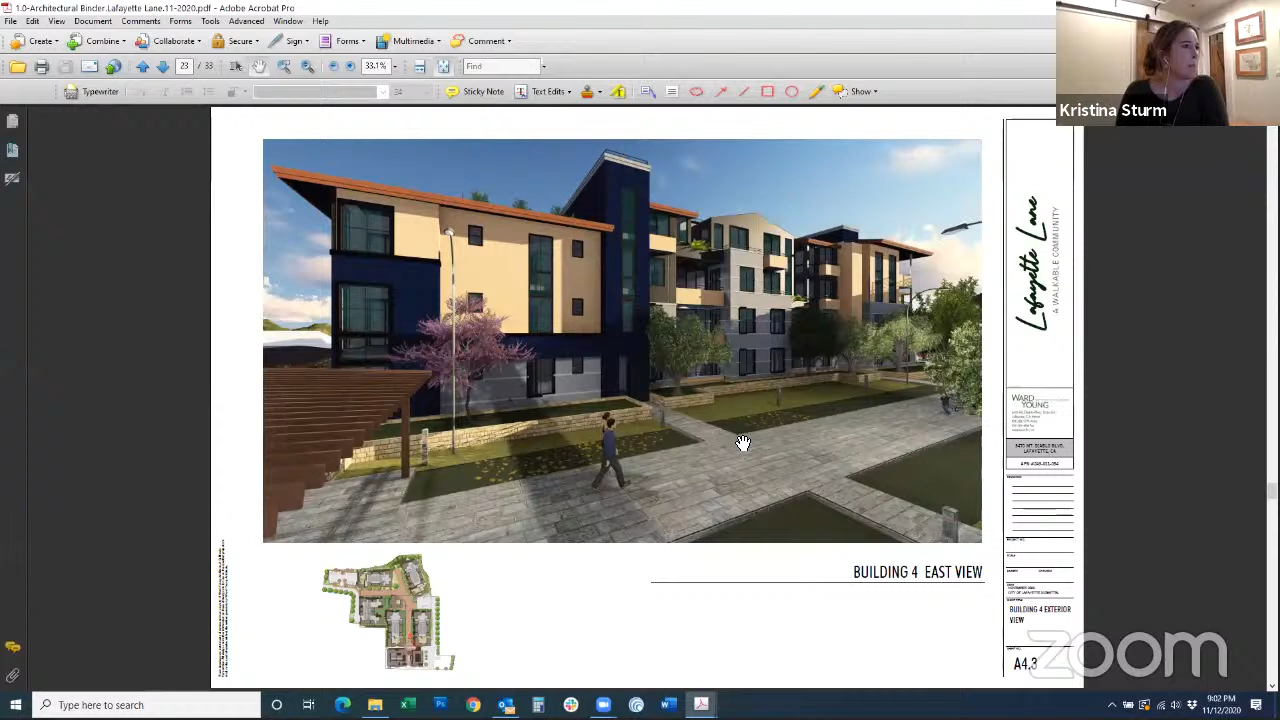 1.0-Architectural Binder.Lafayette Lane.11-2020.pdf - Adobe Acrobat Pro
File Edit View Document Comments Forms Tools Advanced Window Help
Create Combine Collaborate Secure Sign Forms Multimedia Comment
23 / 33 33.1% Find
Typewriter Sticky Note Text Edits Show
Kristina Sturm
Lafayette Lane
A WALKABLE COMMUNITY
WARD
YOUNG
LAFAYETTE, CA
BUILDING 4 EAST VIEW
BUILDING 4 EXTERIOR
VIEW
A4.3
zoom
Type here to search
9:02 PM
11/12/2020